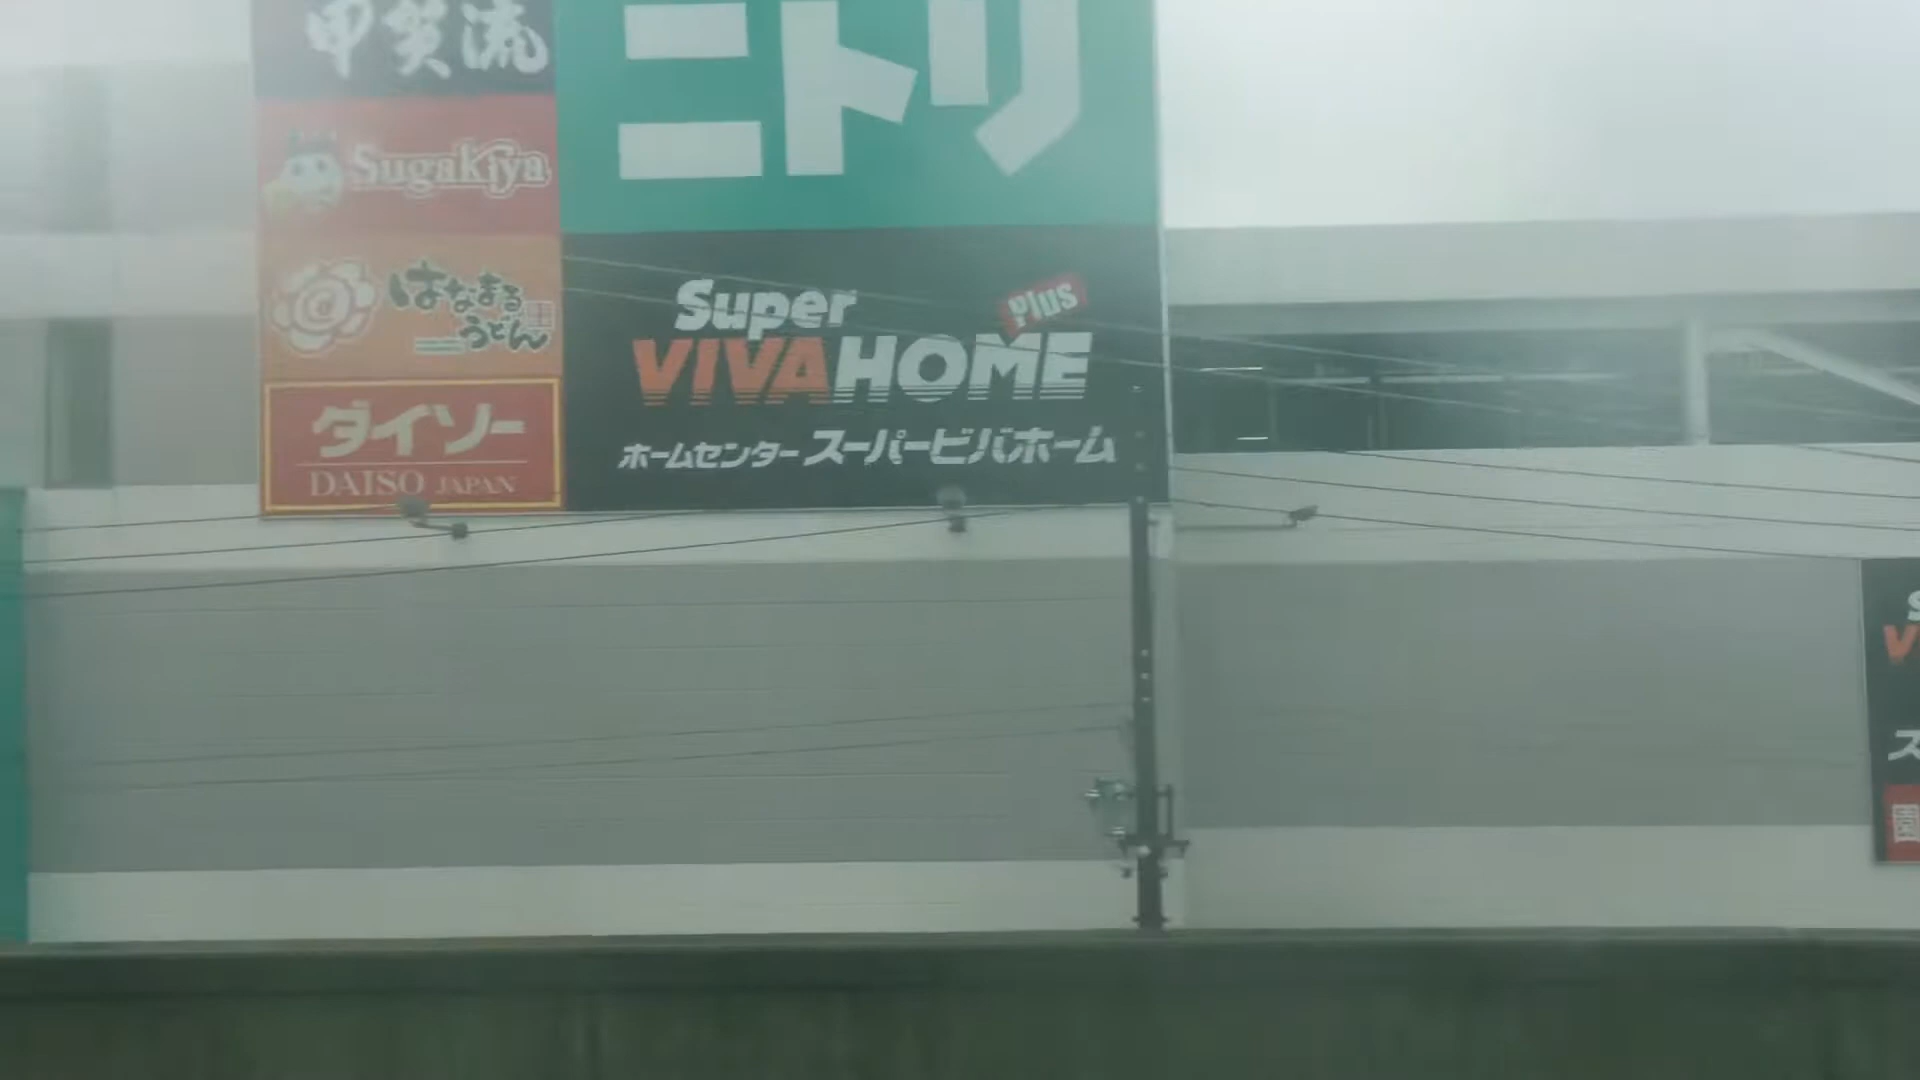 甲賀流
Sugakiya
はなまる
うどん
ダイソー
DAISO JAPAN
ニトリ
Super
Plus
VIVAHOME
ホームセンター スーパービバホーム
S
V
ス